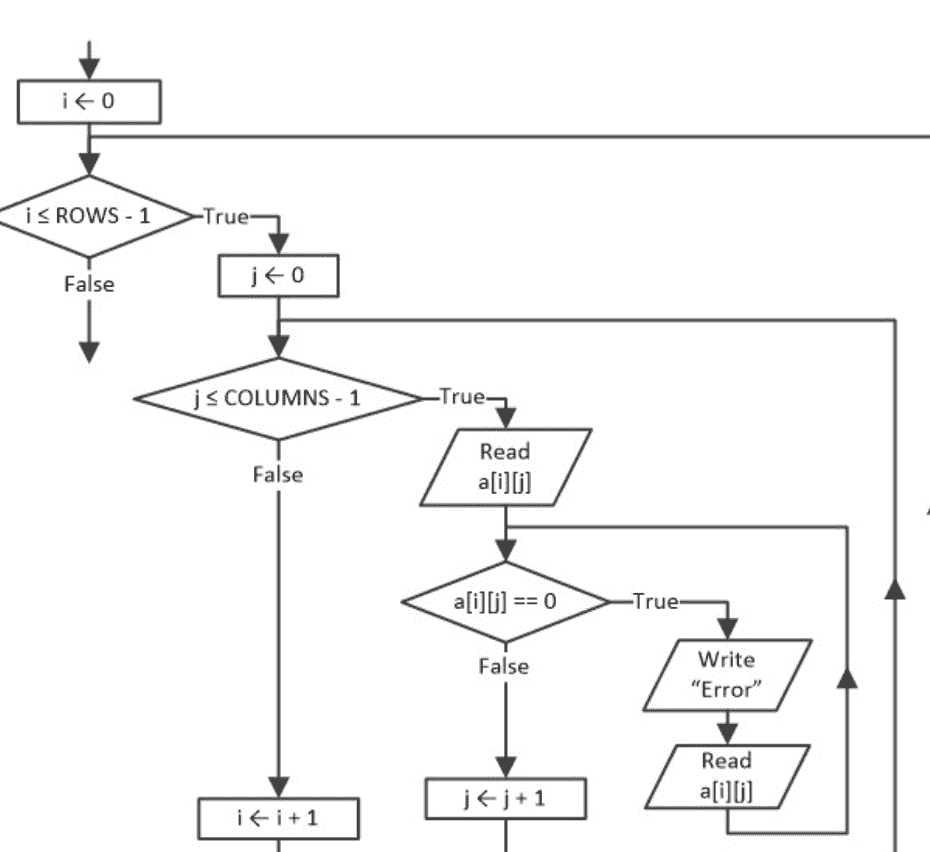 i ← 0
i ≤ ROWS - 1
True
False
j ← 0
j ≤ COLUMNS - 1
True
False
Read
a[i][j]
a[i][j] == 0
True
False
Write
“Error”
Read
a[i][j]
j ← j + 1
i ← i + 1